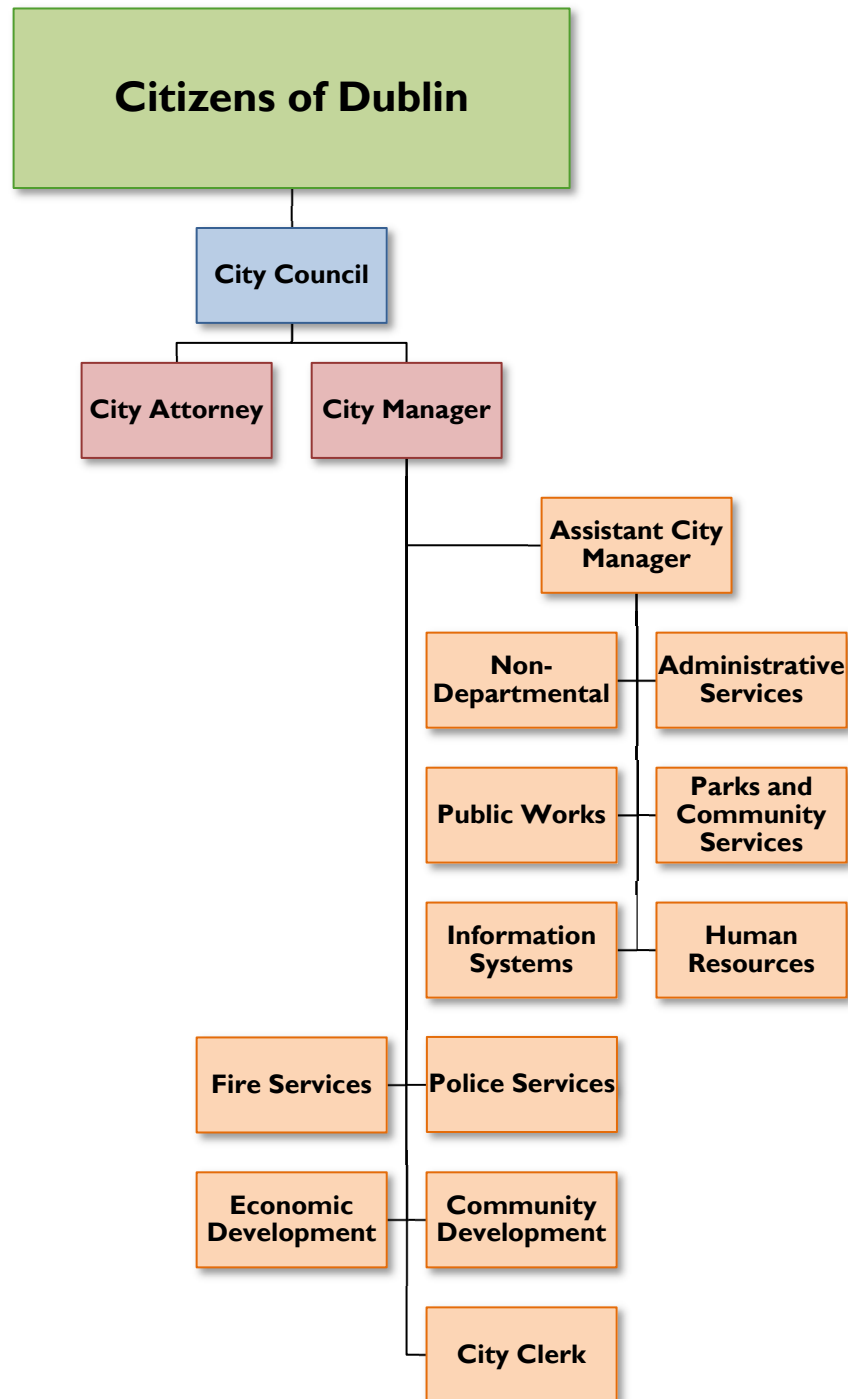 Citizens of Dublin
City Council
City Attorney
City Manager
Assistant City
Manager
Non-
Departmental
Administrative
Services
Public Works
Parks and
Community
Services
Information
Systems
Human
Resources
Fire Services
Police Services
Economic
Development
Community
Development
City Clerk